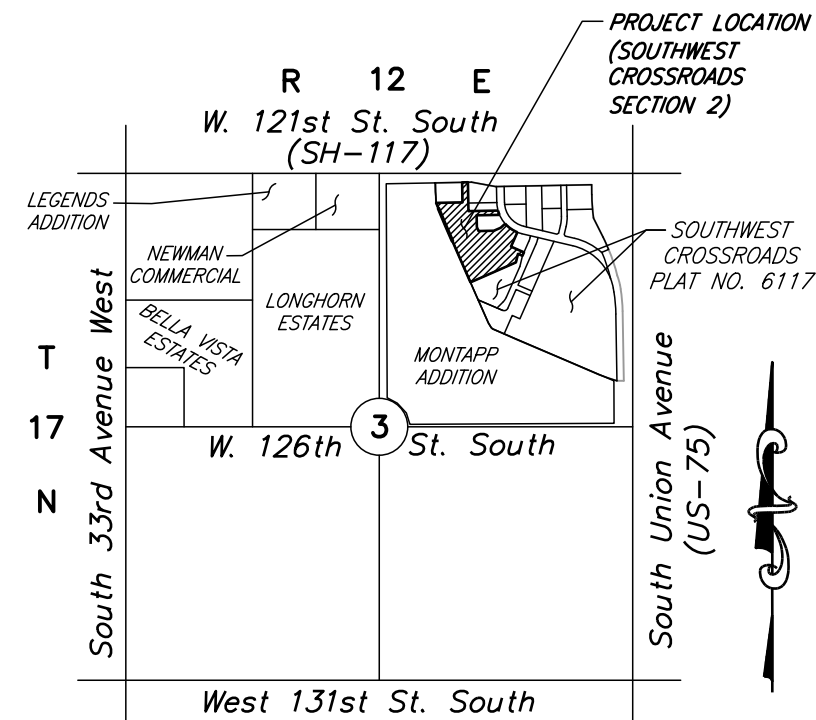 PROJECT LOCATION
(SOUTHWEST
CROSSROADS
SECTION 2)
R 12 E
W. 121st St. South
(SH-117)
LEGENDS
ADDITION
NEWMAN
COMMERCIAL
SOUTHWEST
CROSSROADS
PLAT NO. 6117
LONGHORN
ESTATES
BELLA VISTA
ESTATES
MONTAPP
ADDITION
T
17
N
South 33rd Avenue West
3
W. 126th St. South
South Union Avenue
(US-75)
West 131st St. South